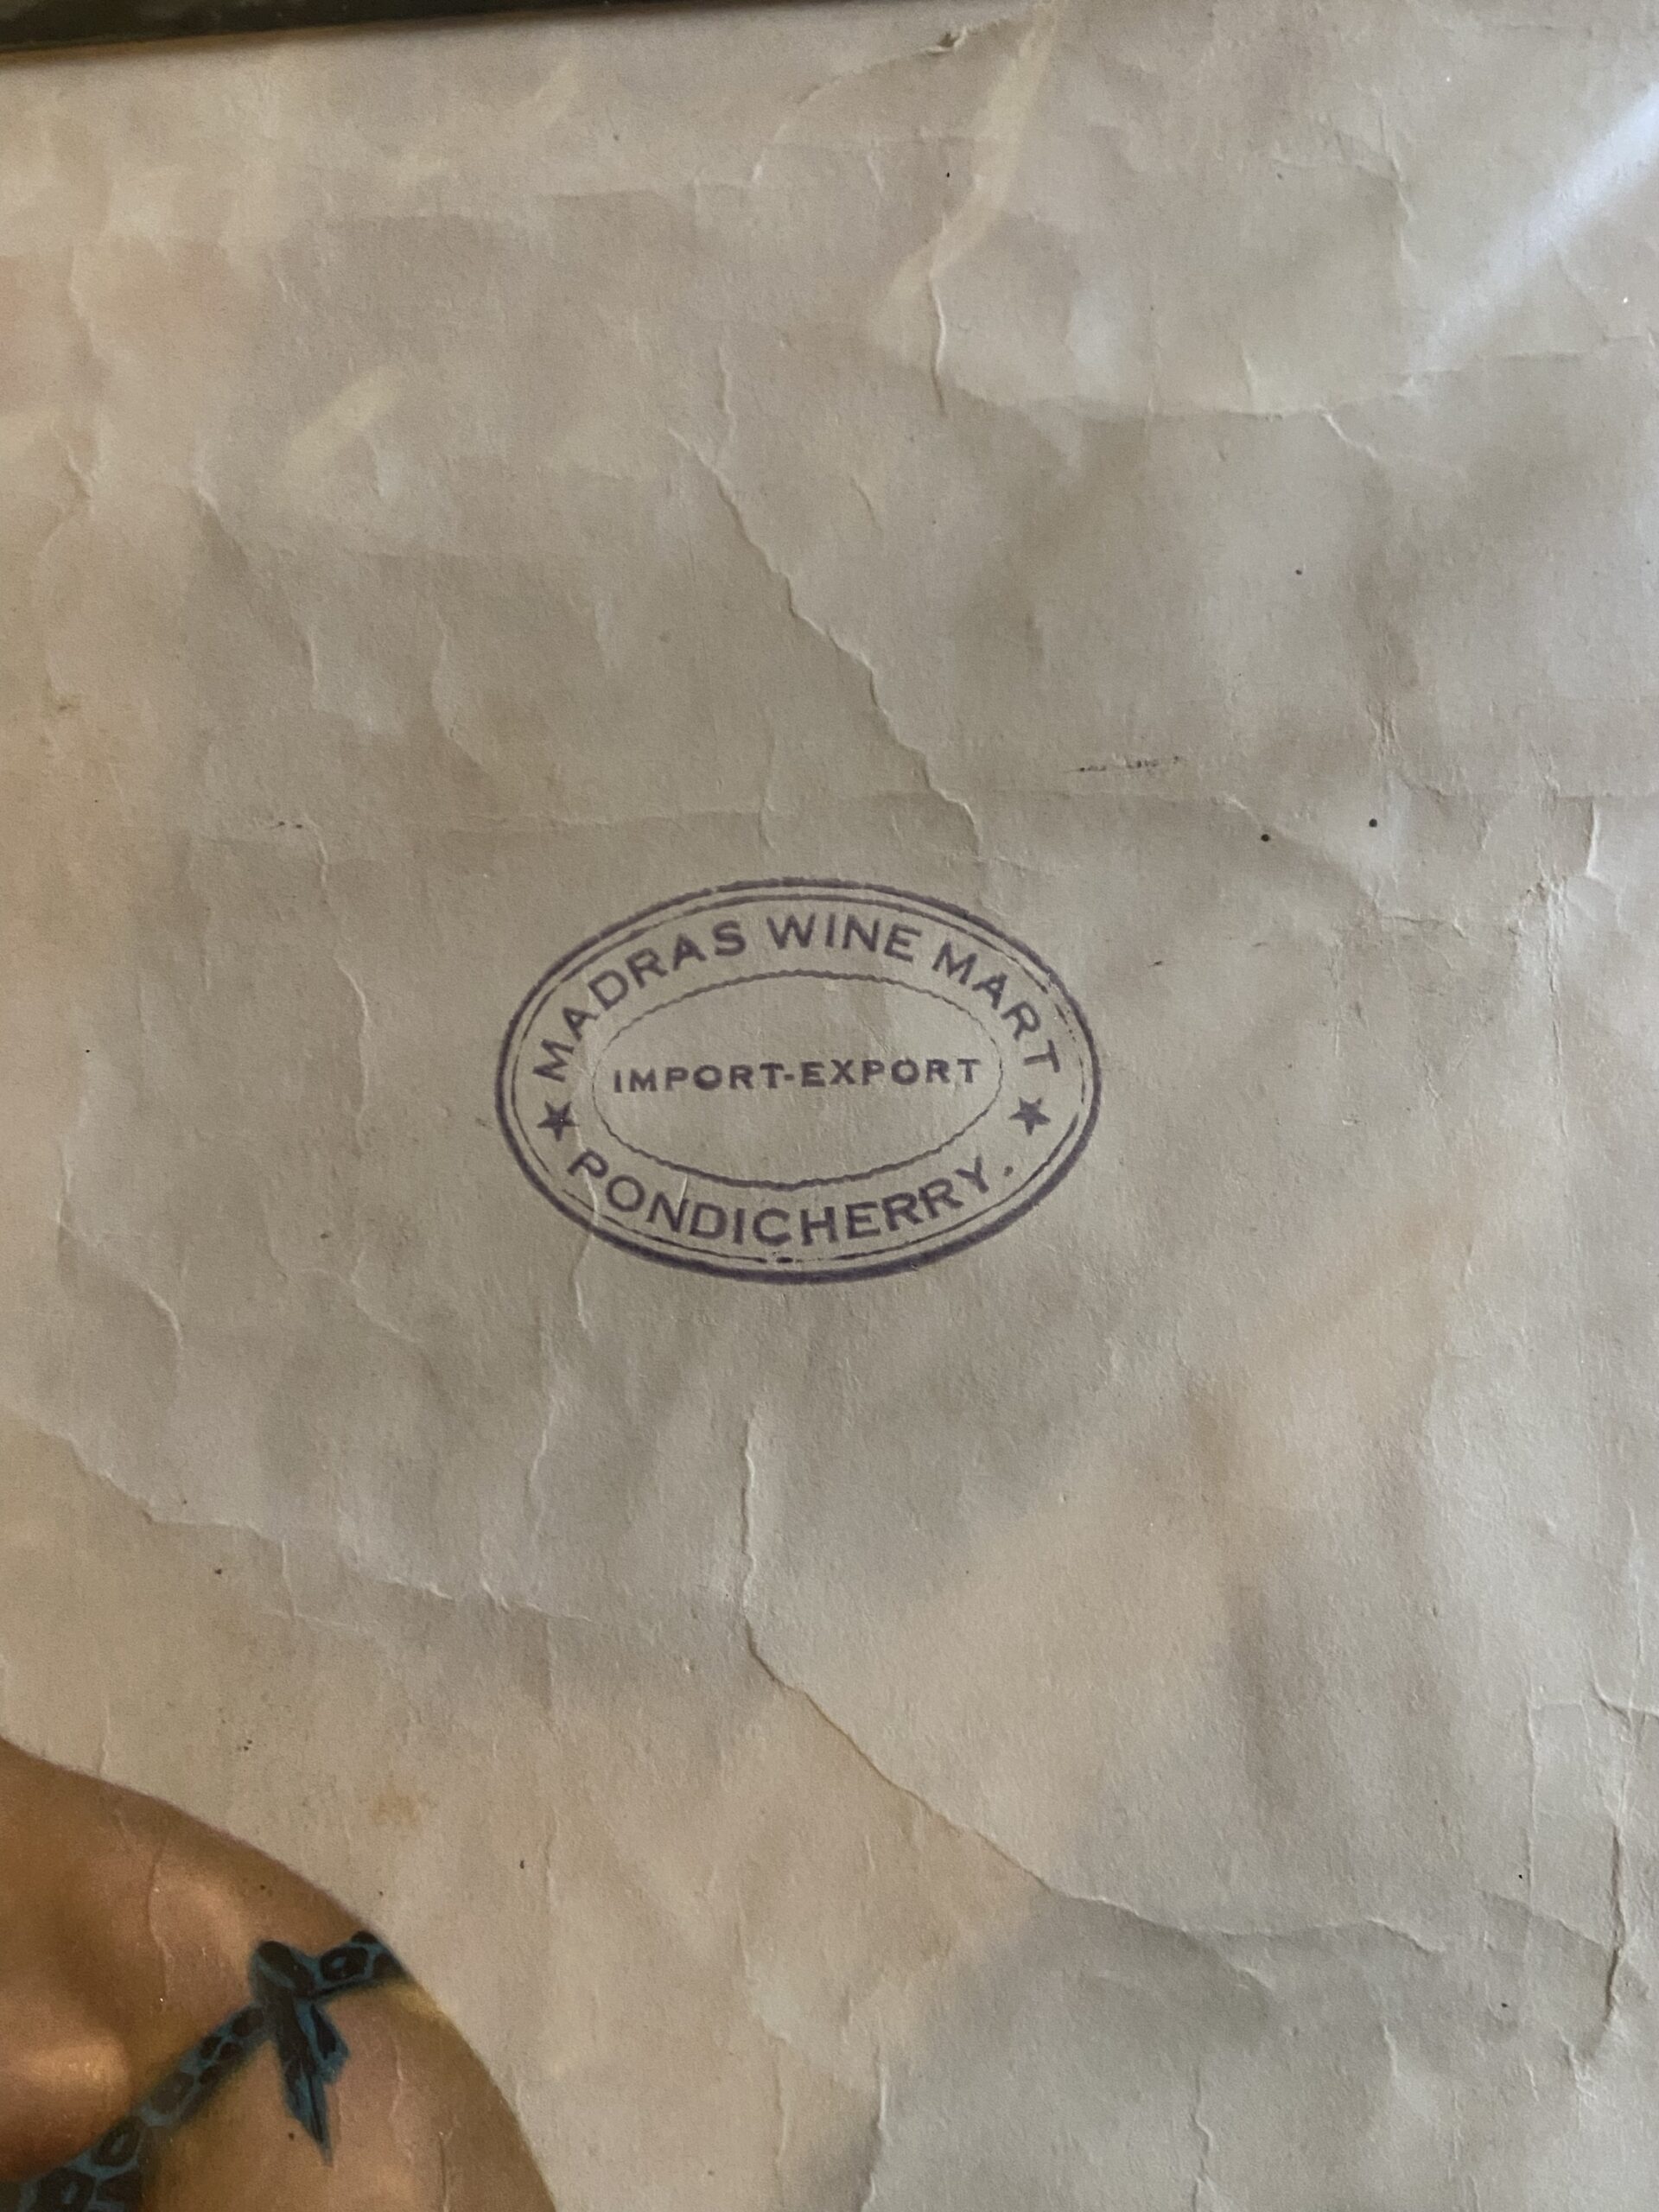 MADRAS WINE MART
IMPORT-EXPORT
PONDICHERRY.